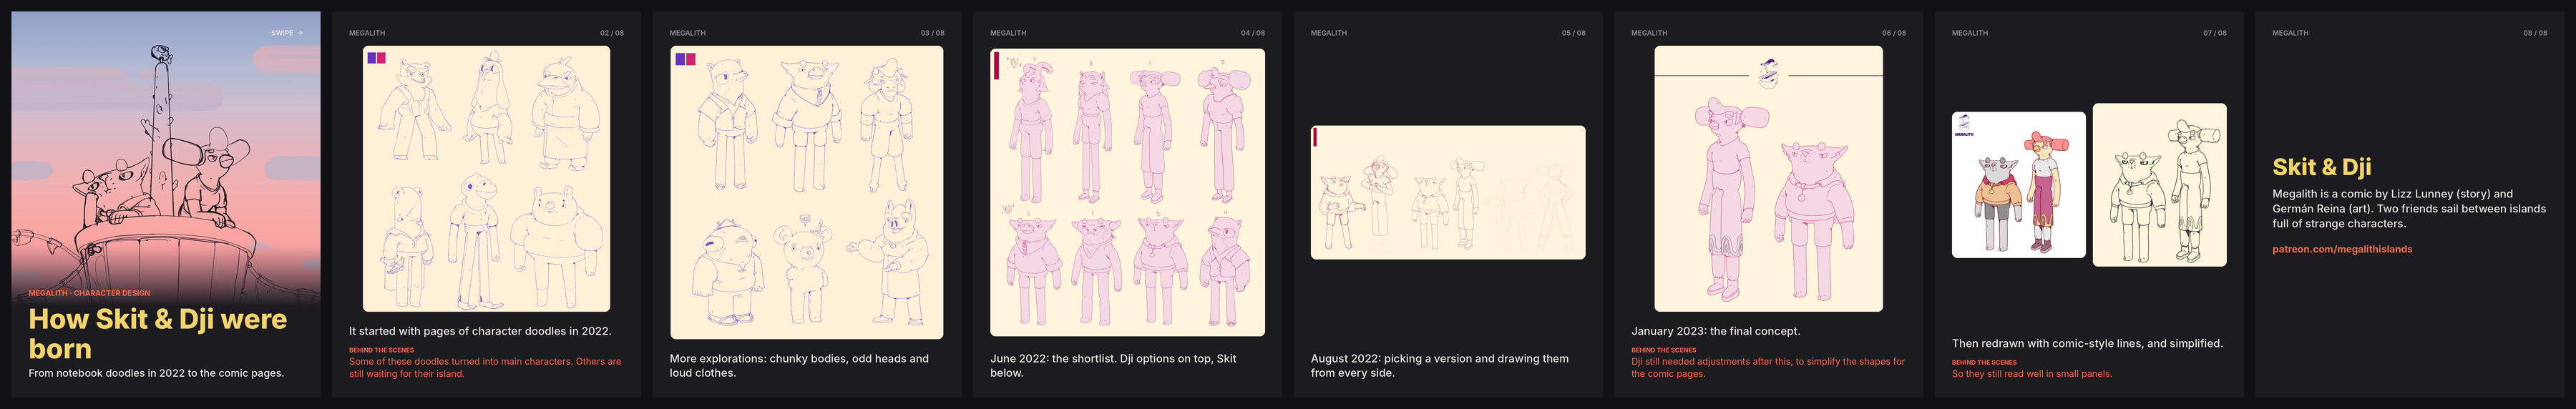 SWIPE →
MEGALITH · CHARACTER DESIGN
How Skit & Dji were
born
From notebook doodles in 2022 to the comic pages.
MEGALITH
02 / 08
It started with pages of character doodles in 2022.
BEHIND THE SCENES
Some of these doodles turned into main characters. Others are
still waiting for their island.
MEGALITH
03 / 08
More explorations: chunky bodies, odd heads and
loud clothes.
MEGALITH
04 / 08
June 2022: the shortlist. Dji options on top, Skit
below.
MEGALITH
05 / 08
August 2022: picking a version and drawing them
from every side.
MEGALITH
06 / 08
January 2023: the final concept.
BEHIND THE SCENES
Dji still needed adjustments after this, to simplify the shapes for
the comic pages.
MEGALITH
07 / 08
MEGALITH
Then redrawn with comic-style lines, and simplified.
BEHIND THE SCENES
So they still read well in small panels.
MEGALITH
08 / 08
Skit & Dji
Megalith is a comic by Lizz Lunney (story) and
Germán Reina (art). Two friends sail between islands
full of strange characters.
patreon.com/megalithislands